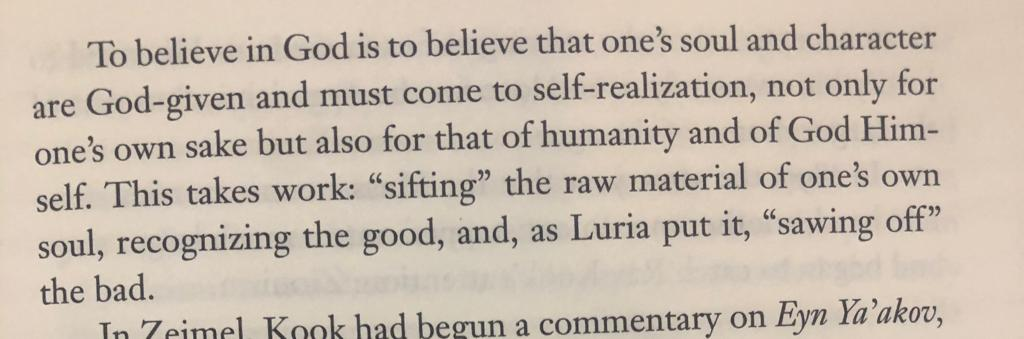 To believe in God is to believe that one’s soul and character
are God-given and must come to self-realization, not only for
one’s own sake but also for that of humanity and of God Him-
self. This takes work: “sifting” the raw material of one’s own
soul, recognizing the good, and, as Luria put it, “sawing off”
the bad.
In Zeimel, Kook had begun a commentary on Eyn Ya’akov,